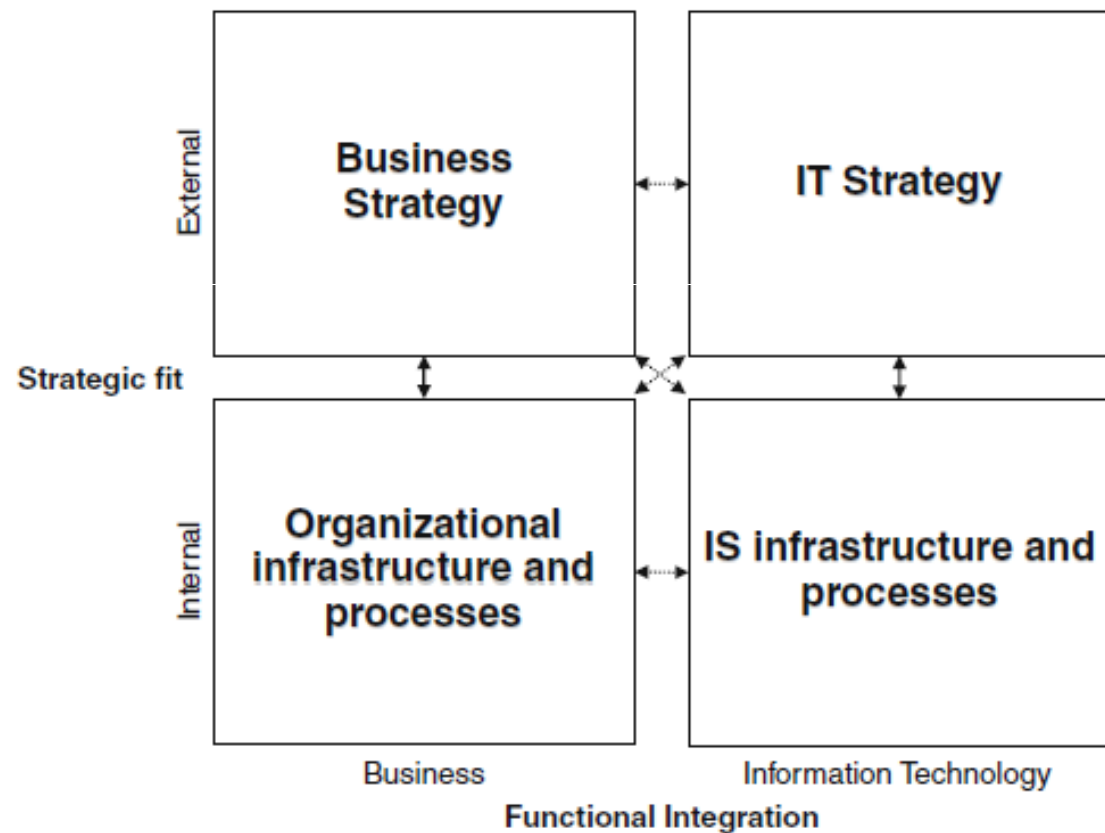 External
Business
Strategy
IT Strategy
Strategic fit
Internal
Organizational
infrastructure and
processes
IS infrastructure and
processes
Business
Information Technology
Functional Integration